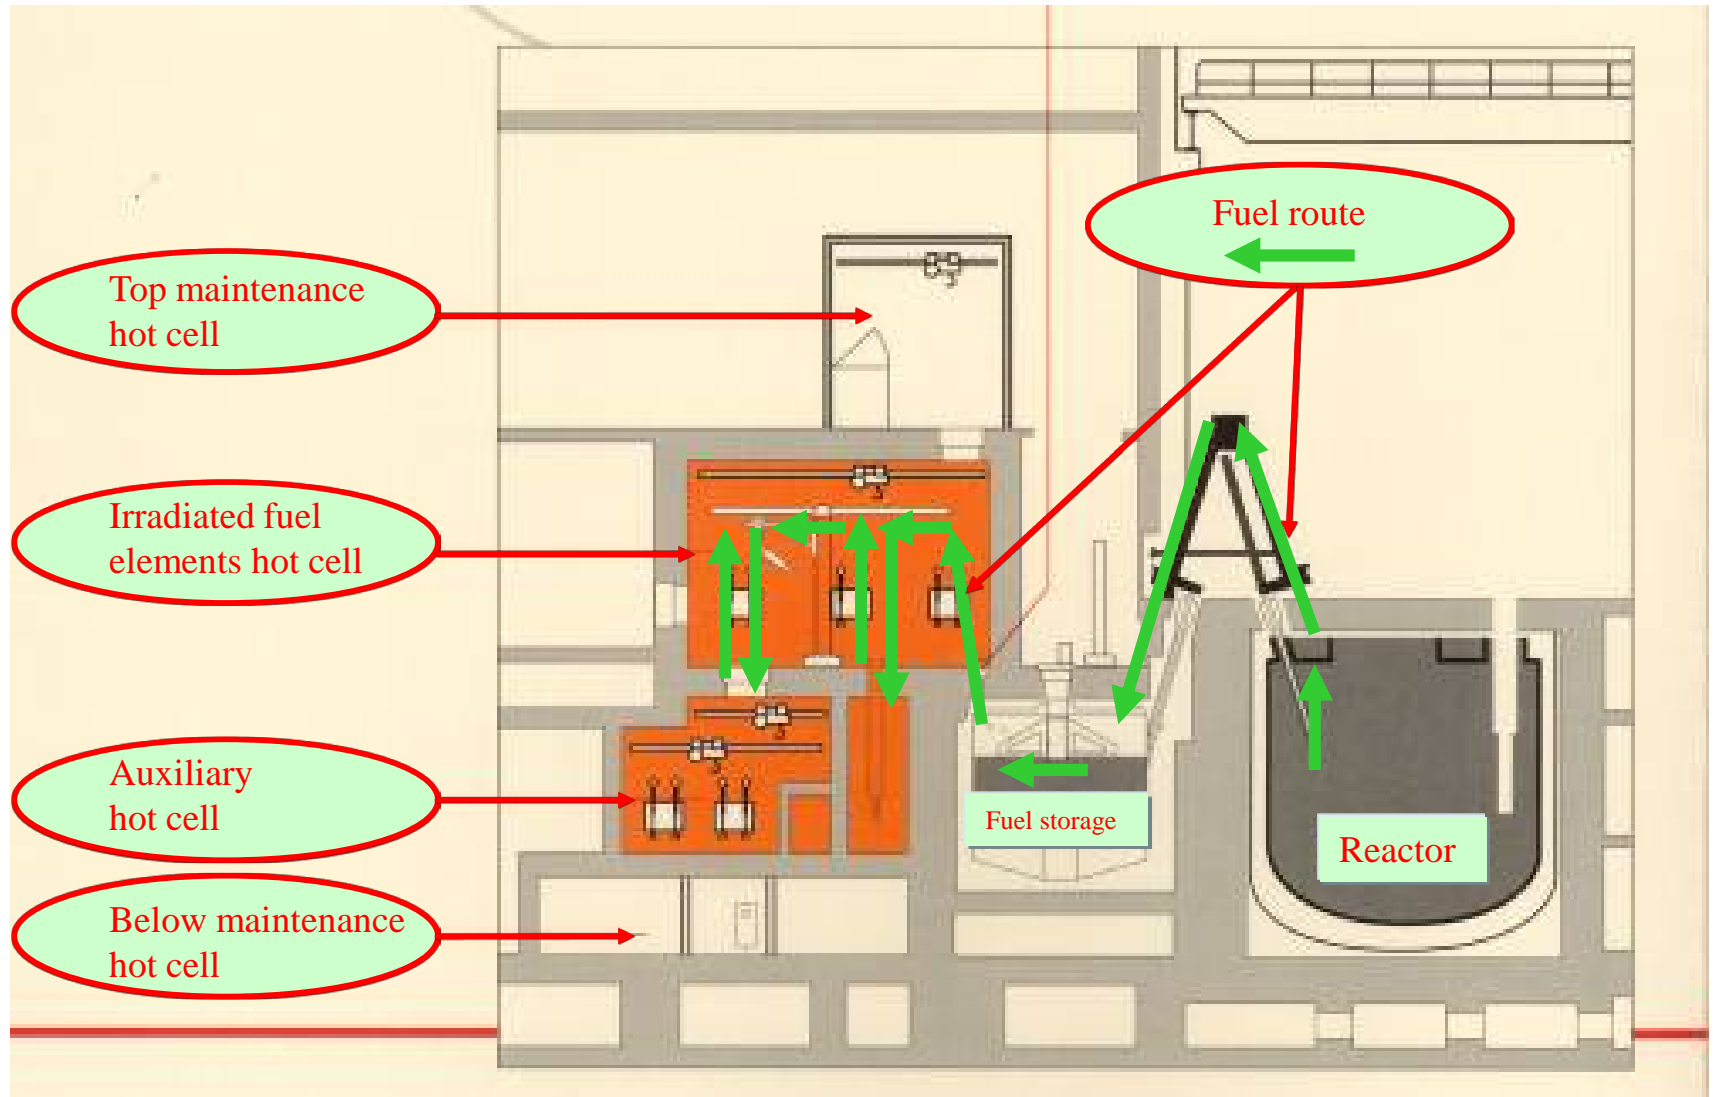 Fuel route
Top maintenance
hot cell
Irradiated fuel
elements hot cell
Auxiliary
hot cell
Fuel storage
Reactor
Below maintenance
hot cell